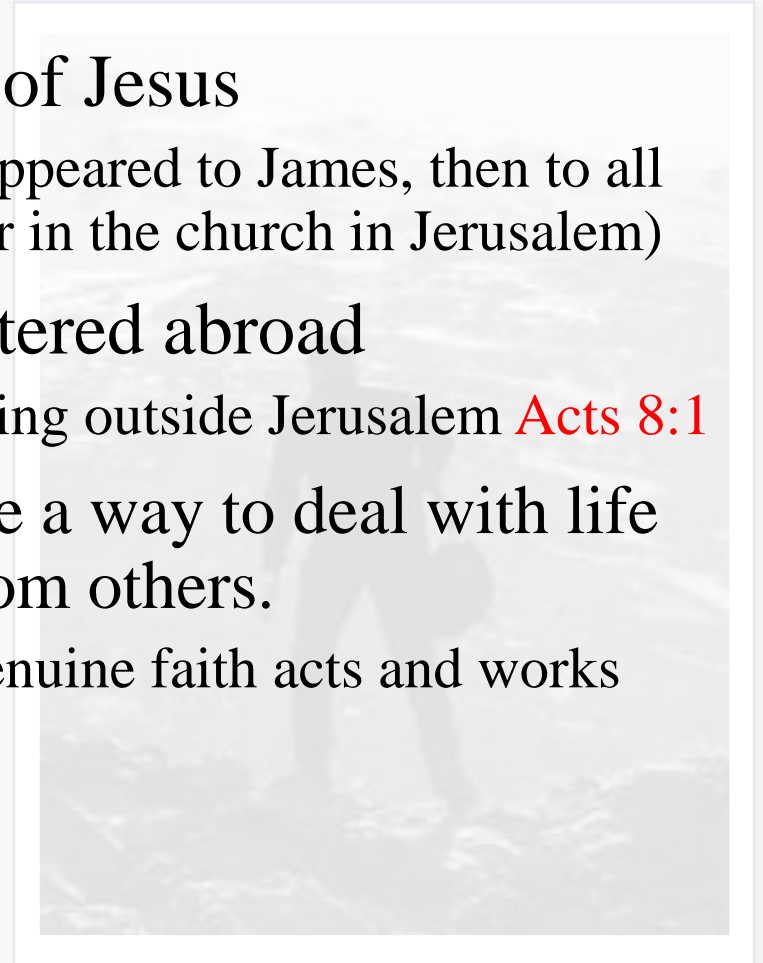 of Jesus
ppeared to James, then to all
r in the church in Jerusalem)
tered abroad
ing outside Jerusalem Acts 8:1
e a way to deal with life
om others.
enuine faith acts and works